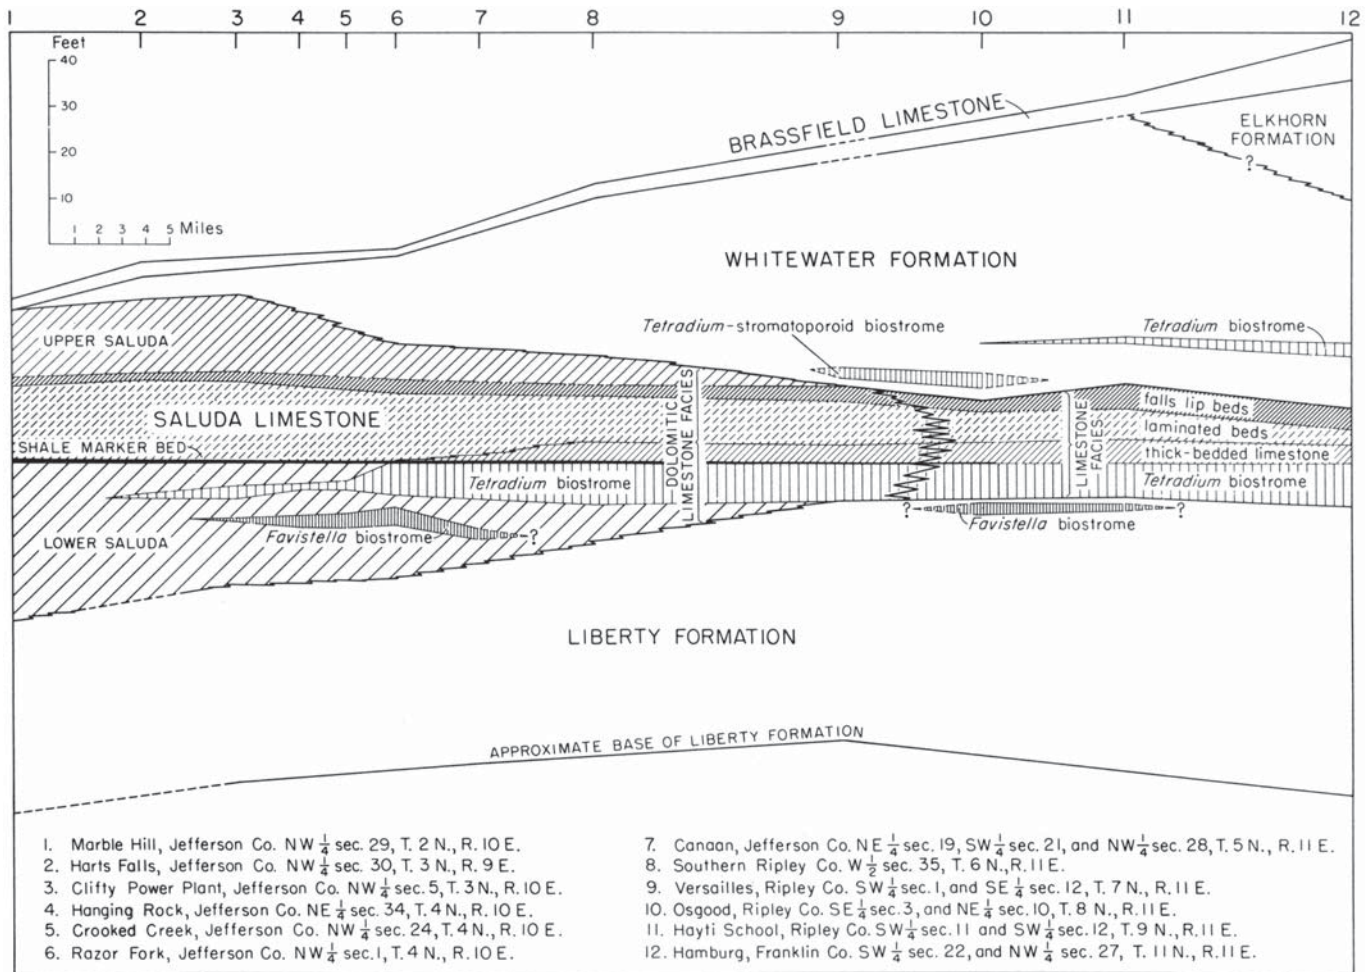 1 2 3 4 5 6 7 8 9 10 11 12
Feet
40
30
20
10
1 2 3 4 5 Miles
BRASSFIELD LIMESTONE
ELKHORN
FORMATION
?
WHITEWATER FORMATION
Tetradium-stromatoporoid biostrome
Tetradium biostrome
UPPER SALUDA
falls lip beds
SALUDA LIMESTONE
laminated beds
SHALE MARKER BED
thick-bedded limestone
DOLOMITIC
LIMESTONE FACIES
LIMESTONE
FACIES
Tetradium biostrome
Tetradium biostrome
? ?
Favistella biostrome
LOWER SALUDA
Favistella biostrome
?
LIBERTY FORMATION
APPROXIMATE BASE OF LIBERTY FORMATION
1. Marble Hill, Jefferson Co. NW 1/4 sec. 29, T. 2 N., R. 10 E.
2. Harts Falls, Jefferson Co. NW 1/4 sec. 30, T. 3 N., R. 9 E.
3. Clifty Power Plant, Jefferson Co. NW 1/4 sec. 5, T. 3 N., R. 10 E.
4. Hanging Rock, Jefferson Co. NE 1/4 sec. 34, T. 4 N., R. 10 E.
5. Crooked Creek, Jefferson Co. NW 1/4 sec. 24, T. 4 N., R. 10 E.
6. Razor Fork, Jefferson Co. NW 1/4 sec. 1, T. 4 N., R. 10 E.
7. Canaan, Jefferson Co. NE 1/4 sec. 19, SW 1/4 sec. 21, and NW 1/4 sec. 28, T. 5 N., R. 11 E.
8. Southern Ripley Co. W 1/2 sec. 35, T. 6 N., R. 11 E.
9. Versailles, Ripley Co. SW 1/4 sec. 1, and SE 1/4 sec. 12, T. 7 N., R. 11 E.
10. Osgood, Ripley Co. SE 1/4 sec. 3, and NE 1/4 sec. 10, T. 8 N., R. 11 E.
11. Hayti School, Ripley Co. SW 1/4 sec. 11 and SW 1/4 sec. 12, T. 9 N., R. 11 E.
12. Hamburg, Franklin Co. SW 1/4 sec. 22, and NW 1/4 sec. 27, T. 11 N., R. 11 E.